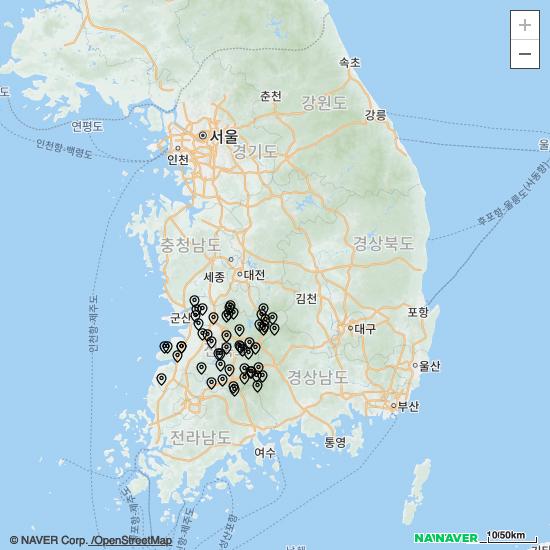 속초
춘천
강원도
강릉
도
연평도
서울
인천
경기도
인천항-백령도
울
후포항-울릉도(사동항)
충청남도
경상북도
세종
대전
김천
인천항-제주도
군산
포항
대구
울산
경상남도
부산
전라남도
통영
여수
© NAVER Corp. /OpenStreetMap
NAVER
10/50km